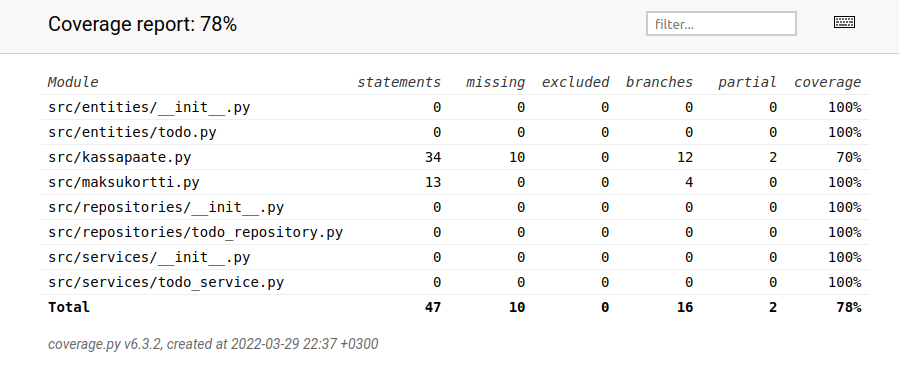 Coverage report: 78%
filter...
Module statements missing excluded branches partial coverage
src/entities/__init__.py 0 0 0 0 0 100%
src/entities/todo.py 0 0 0 0 0 100%
src/kassapaate.py 34 10 0 12 2 70%
src/maksukortti.py 13 0 0 4 0 100%
src/repositories/__init__.py 0 0 0 0 0 100%
src/repositories/todo_repository.py 0 0 0 0 0 100%
src/services/__init__.py 0 0 0 0 0 100%
src/services/todo_service.py 0 0 0 0 0 100%
Total 47 10 0 16 2 78%
coverage.py v6.3.2, created at 2022-03-29 22:37 +0300